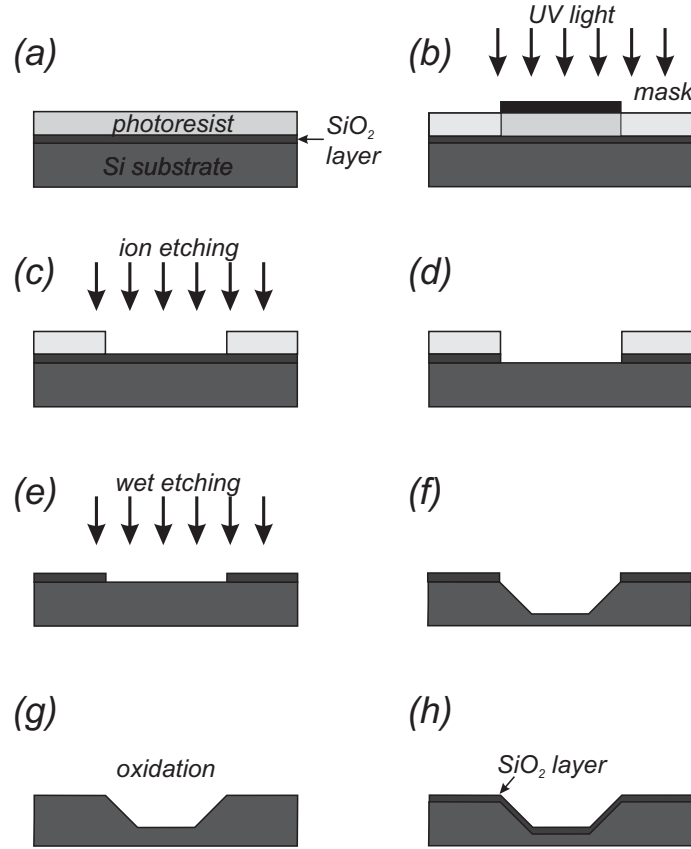 (a)
photoresist
SiO2
layer
Si substrate
UV light
(b)
mask
(c)
ion etching
(d)
(e)
wet etching
(f)
(g)
oxidation
(h)
SiO2 layer